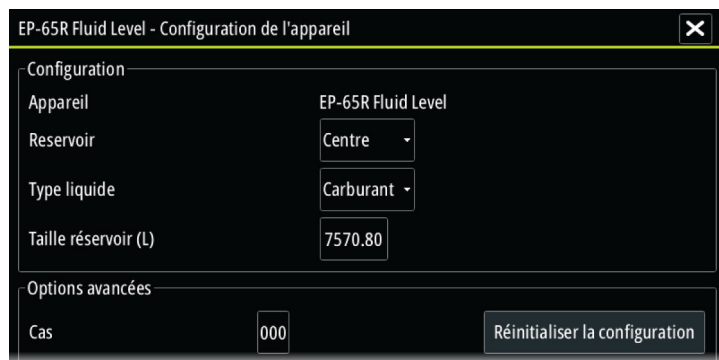 EP-65R Fluid Level - Configuration de l'appareil
Configuration
Appareil EP-65R Fluid Level
Reservoir Centre
Type liquide Carburant
Taille réservoir (L) 7570.80
Options avancées
Cas 000 Réinitialiser la configuration